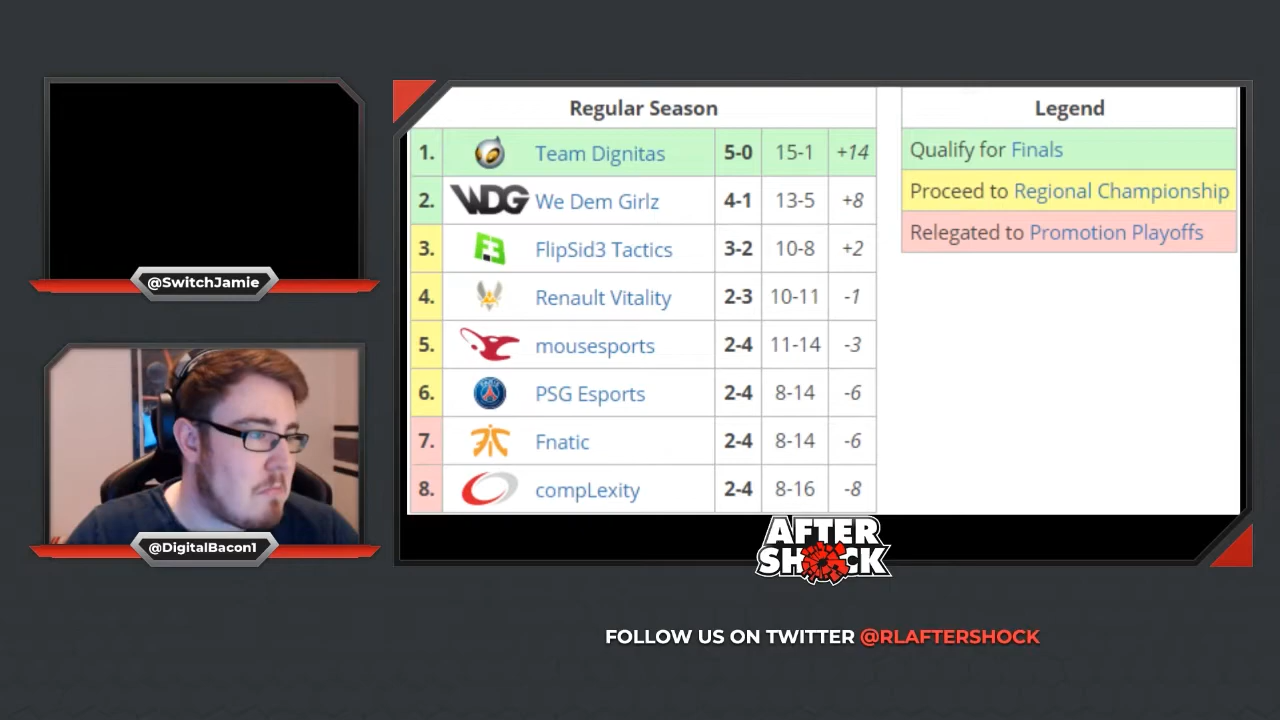 @SwitchJamie
@DigitalBacon1
Regular Season
1. Team Dignitas 5-0 15-1 +14
2. WDG We Dem Girlz 4-1 13-5 +8
3. FlipSid3 Tactics 3-2 10-8 +2
4. Renault Vitality 2-3 10-11 -1
5. mousesports 2-4 11-14 -3
6. PSG Esports 2-4 8-14 -6
7. Fnatic 2-4 8-14 -6
8. compLexity 2-4 8-16 -8
Legend
Qualify for Finals
Proceed to Regional Championship
Relegated to Promotion Playoffs
AFTER
SHOCK
FOLLOW US ON TWITTER @RLAFTERSHOCK